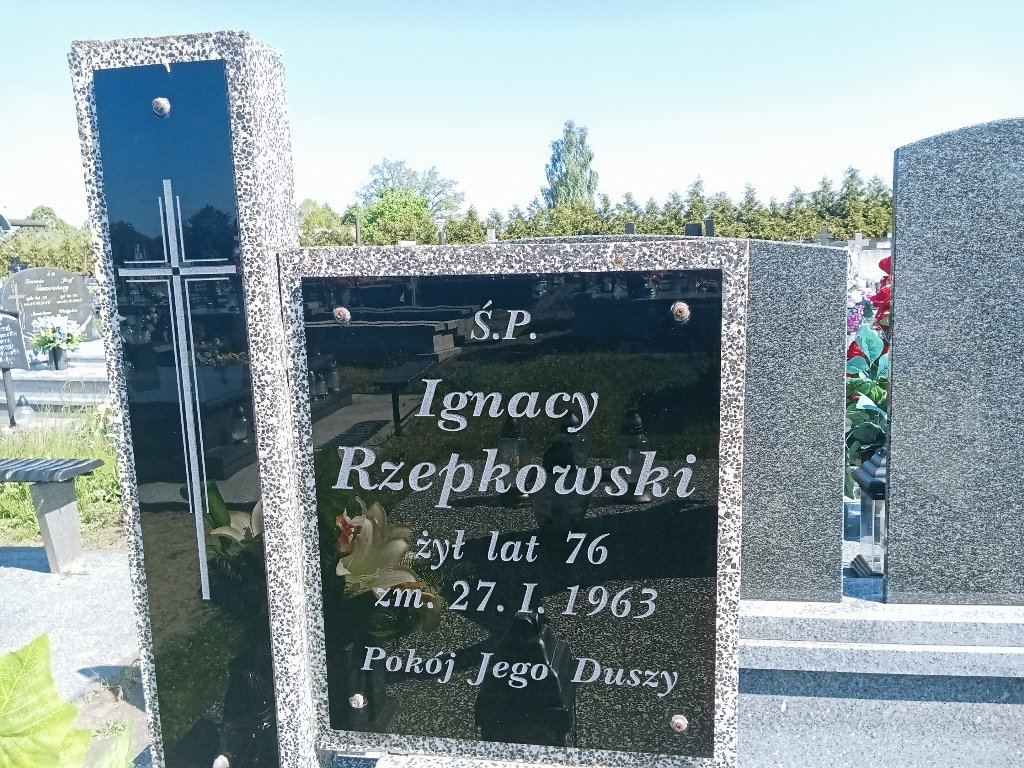 Ś.P.
Ignacy
Rzepkowski
żył lat 76
zm. 27. I. 1963
Pokój Jego Duszy